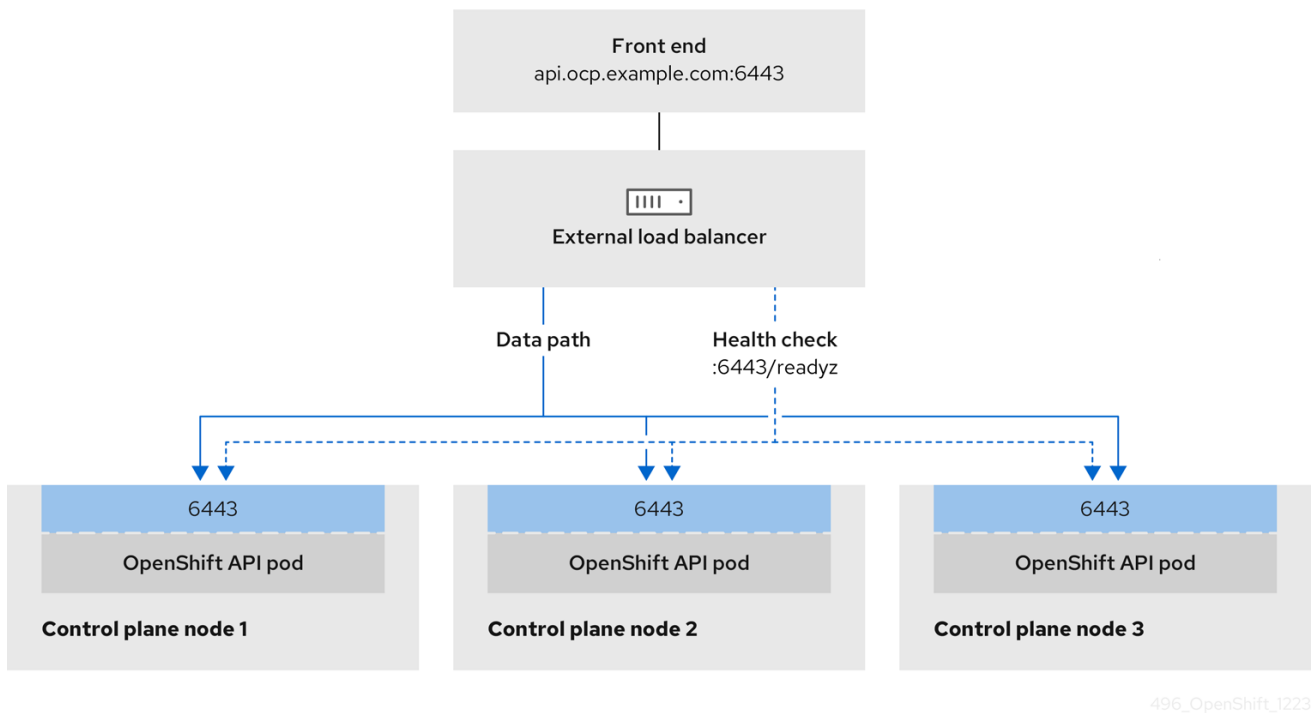 Front end
api.ocp.example.com:6443
External load balancer
Data path
Health check
:6443/readyz
6443
6443
6443
OpenShift API pod
OpenShift API pod
OpenShift API pod
Control plane node 1
Control plane node 2
Control plane node 3
496_OpenShift_1223